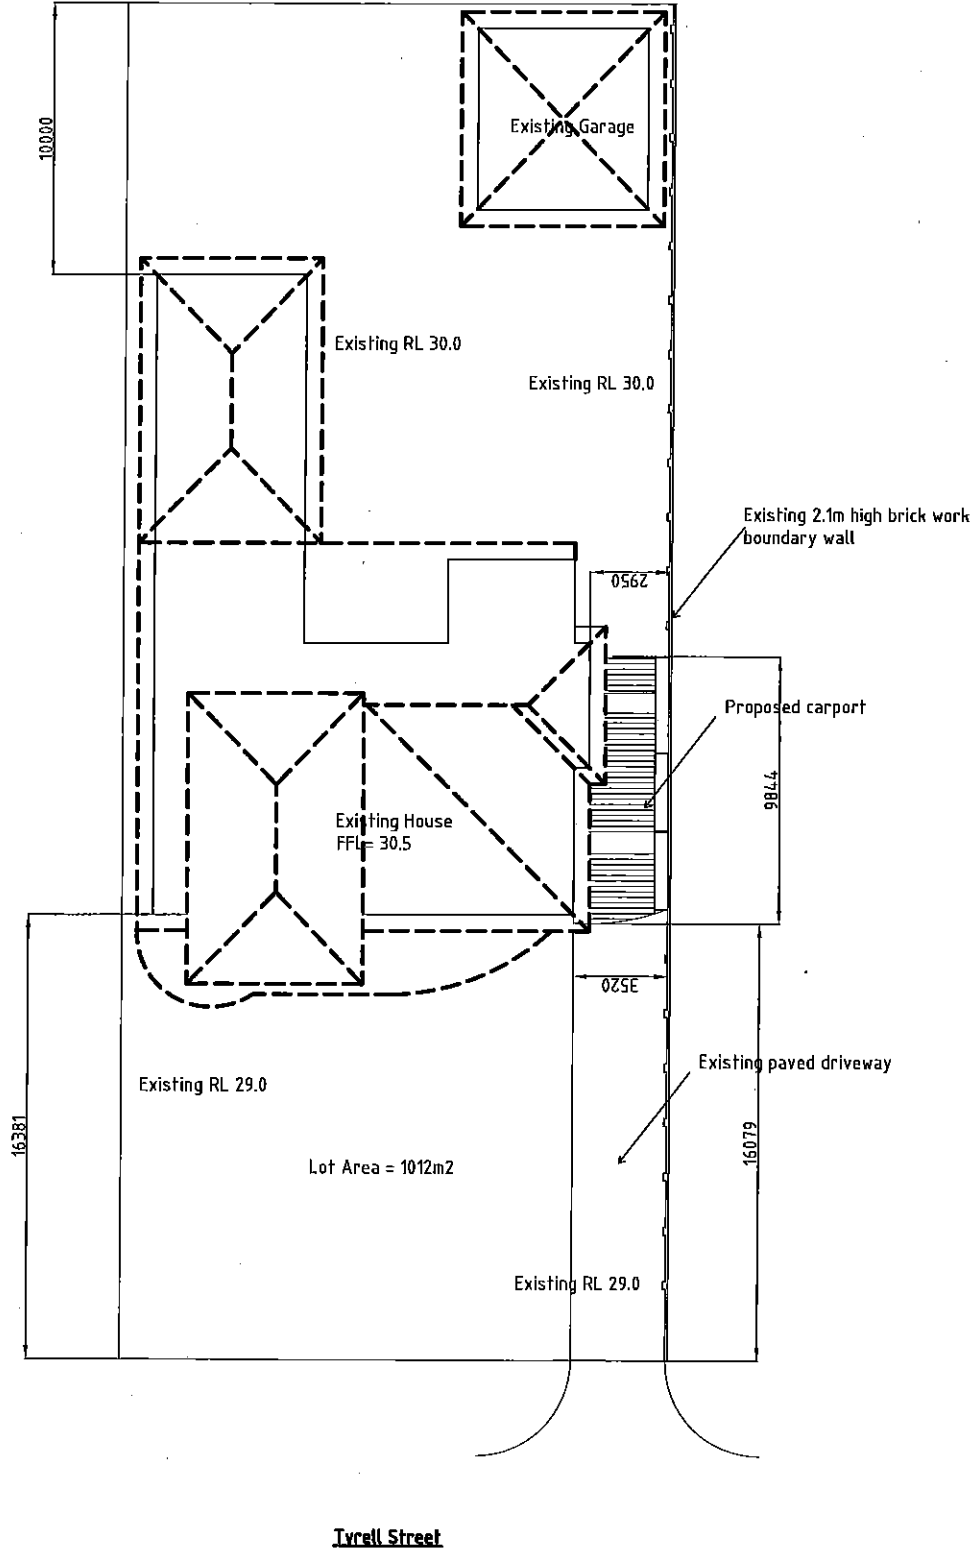 10000
Existing Garage
Existing RL 30.0
Existing RL 30.0
Existing 2.1m high brick work
boundary wall
2950
Proposed carport
9844
Existing House
FFL= 30.5
3520
Existing paved driveway
Existing RL 29.0
16381
16079
Lot Area = 1012m2
Existing RL 29.0
Tyrell Street